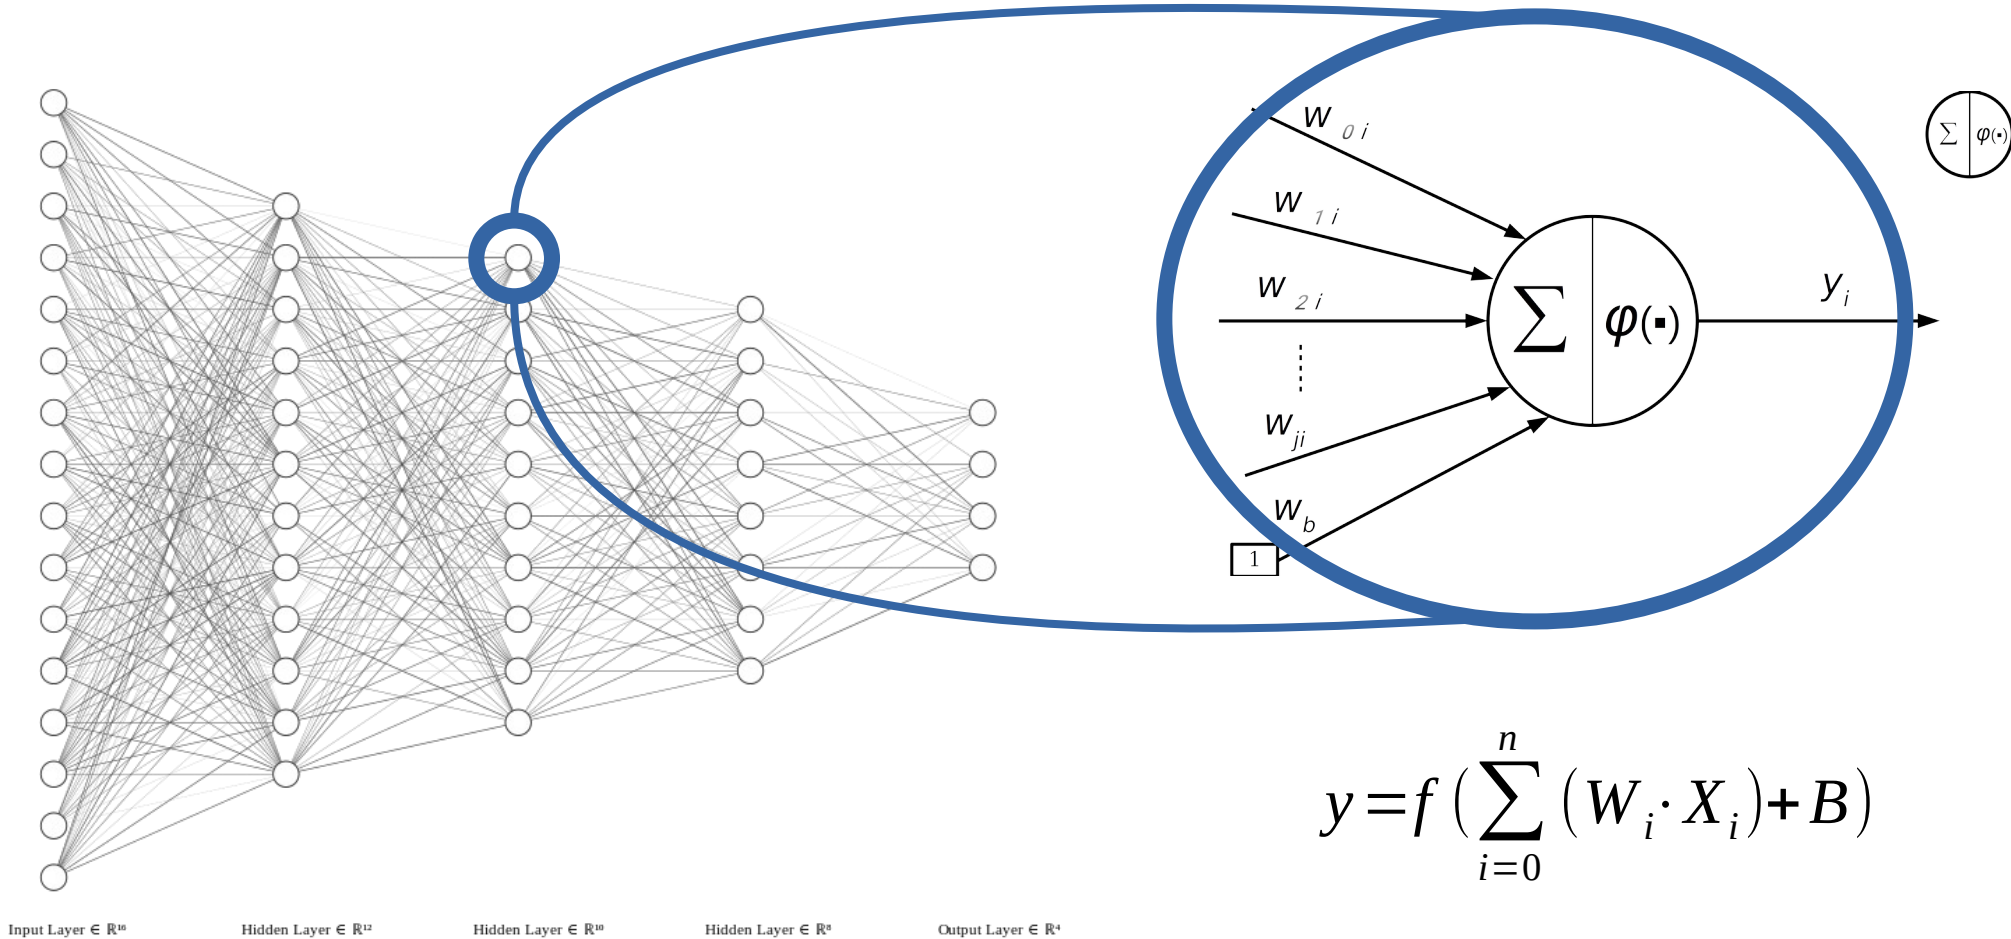 w 0 i
w 1 i
w 2 i
w ji
w b
1
∑ φ(▪)
y i
∑ φ(▪)
y=f(∑ n i=0 (W i · X i)+B)
Input Layer ∈ ℝ¹⁶
Hidden Layer ∈ ℝ¹²
Hidden Layer ∈ ℝ¹⁰
Hidden Layer ∈ ℝ⁸
Output Layer ∈ ℝ⁴